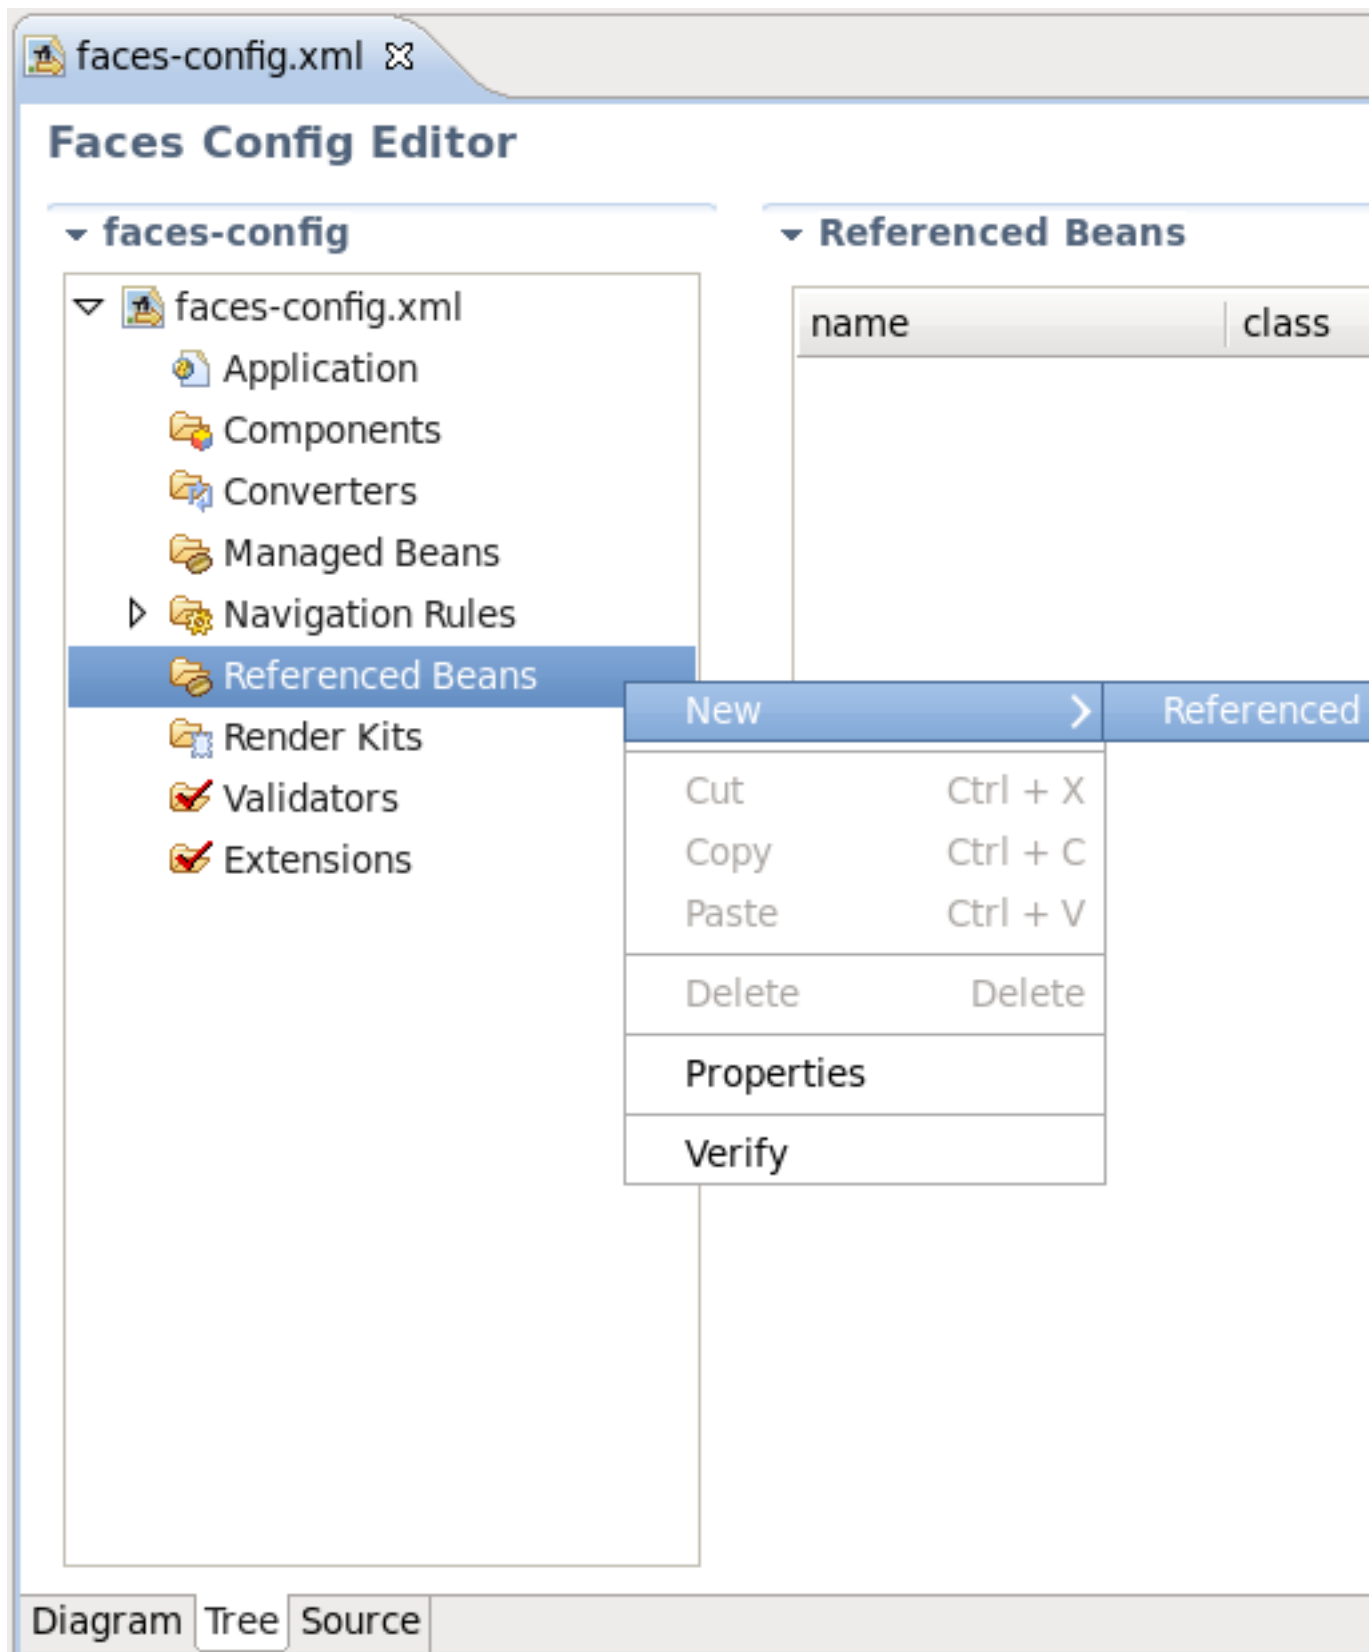 faces-config.xml
Faces Config Editor
faces-config
Referenced Beans
faces-config.xml
name class
Application
Components
Converters
Managed Beans
Navigation Rules
Referenced Beans
New Referenced
Render Kits
Cut Ctrl + X
Validators
Copy Ctrl + C
Extensions
Paste Ctrl + V
Delete Delete
Properties
Verify
Diagram Tree Source